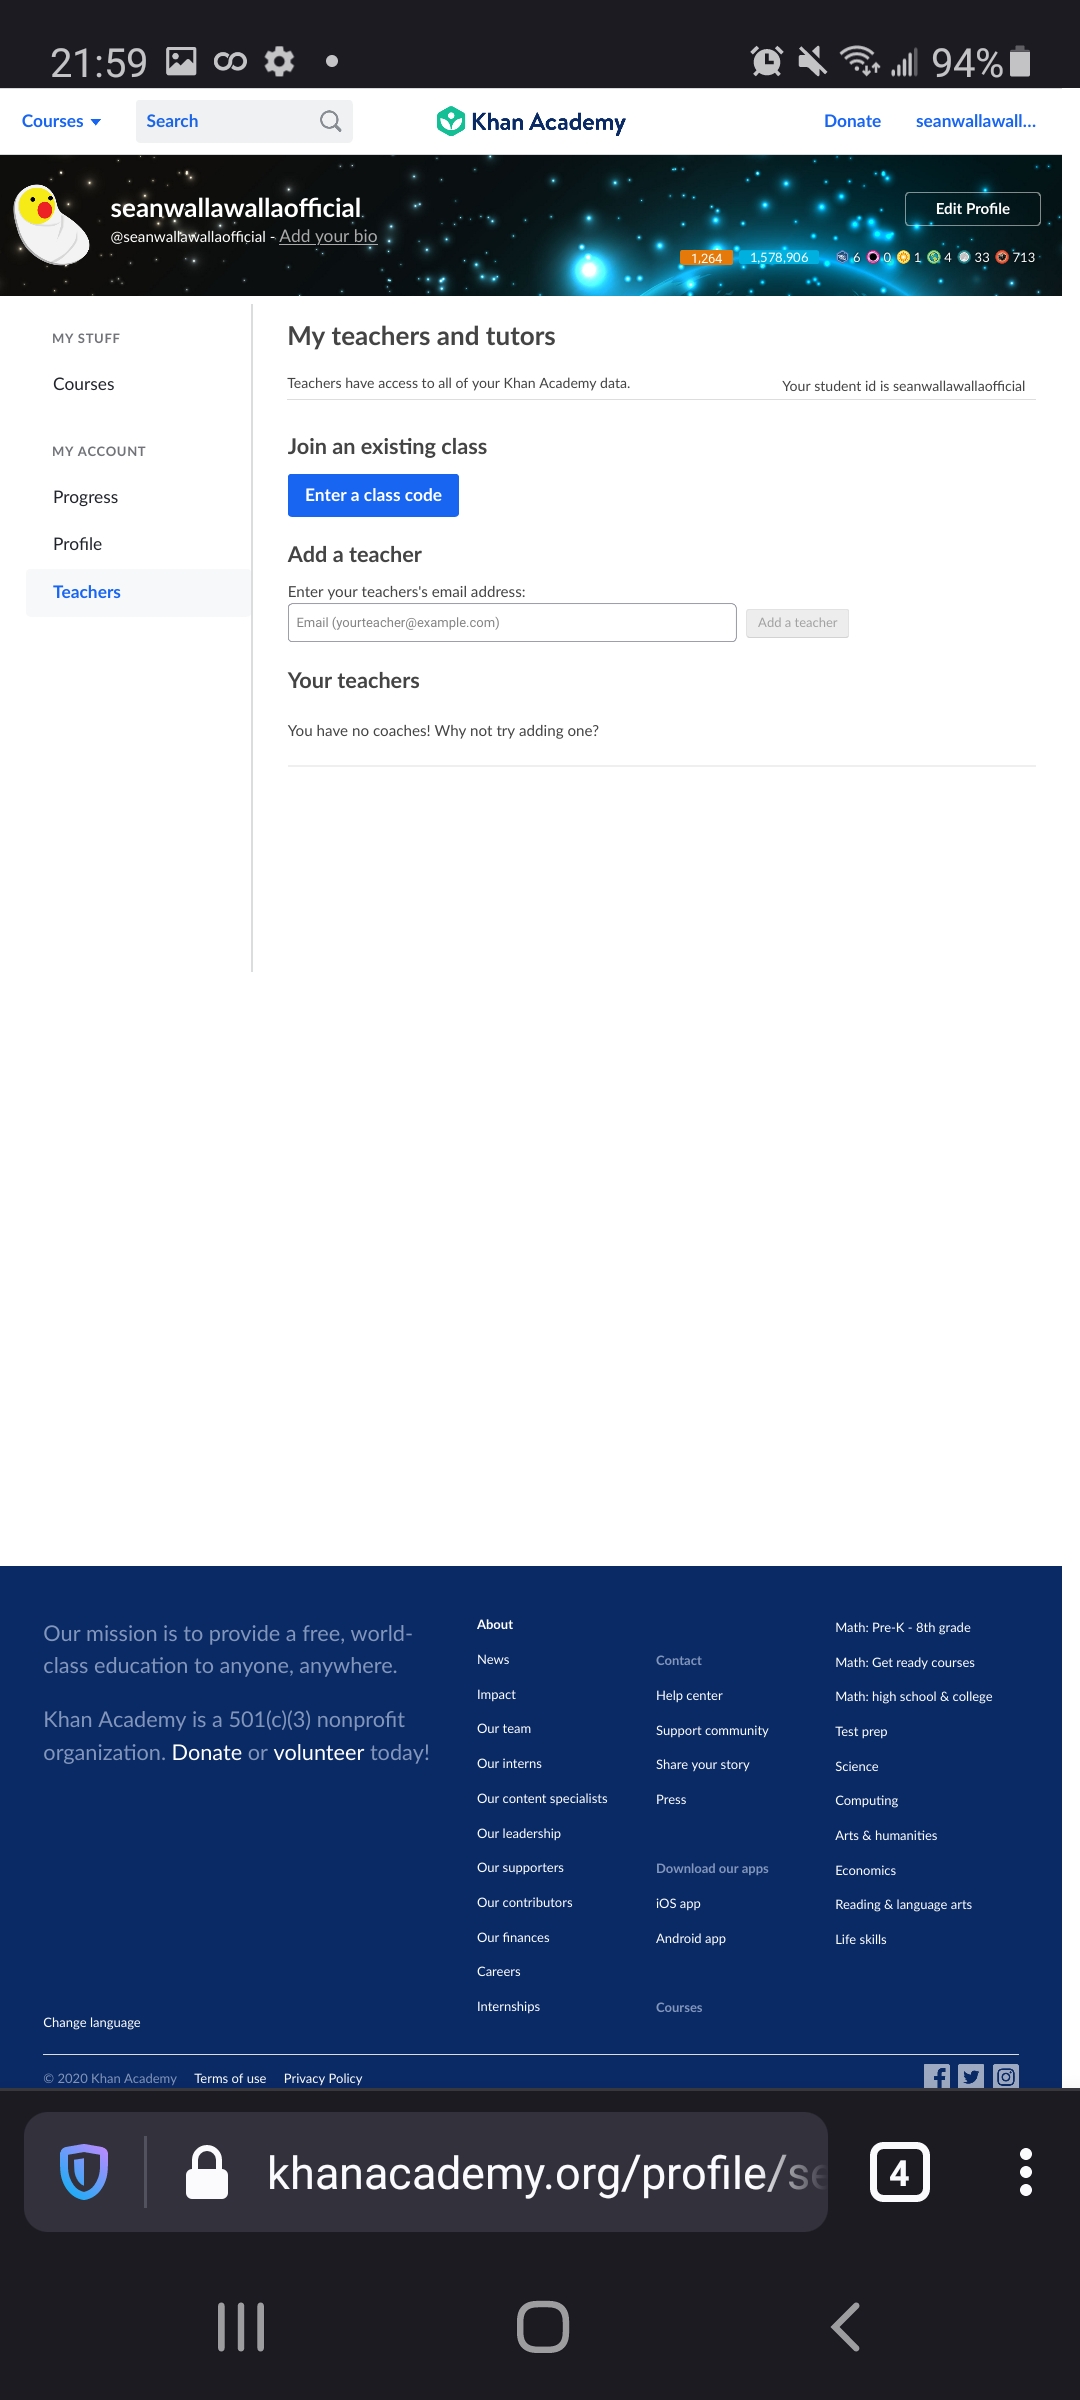 21:59
94%
Courses
Search
Khan Academy
Donate
seanwallawall...
seanwallawallaofficial
@seanwallawallaofficial - Add your bio
Edit Profile
1,264
1,578,906
6 0 1 4 33 713
MY STUFF
Courses
MY ACCOUNT
Progress
Profile
Teachers
My teachers and tutors
Teachers have access to all of your Khan Academy data.
Your student id is seanwallawallaofficial
Join an existing class
Enter a class code
Add a teacher
Enter your teachers's email address:
Email (yourteacher@example.com)
Add a teacher
Your teachers
You have no coaches! Why not try adding one?
Our mission is to provide a free, world-
class education to anyone, anywhere.
Khan Academy is a 501(c)(3) nonprofit
organization. Donate or volunteer today!
About
News
Impact
Our team
Our interns
Our content specialists
Our leadership
Our supporters
Our contributors
Our finances
Careers
Internships
Contact
Help center
Support community
Share your story
Press
Download our apps
iOS app
Android app
Courses
Math: Pre-K - 8th grade
Math: Get ready courses
Math: high school & college
Test prep
Science
Computing
Arts & humanities
Economics
Reading & language arts
Life skills
Change language
© 2020 Khan Academy
Terms of use
Privacy Policy
khanacademy.org/profile/se
4